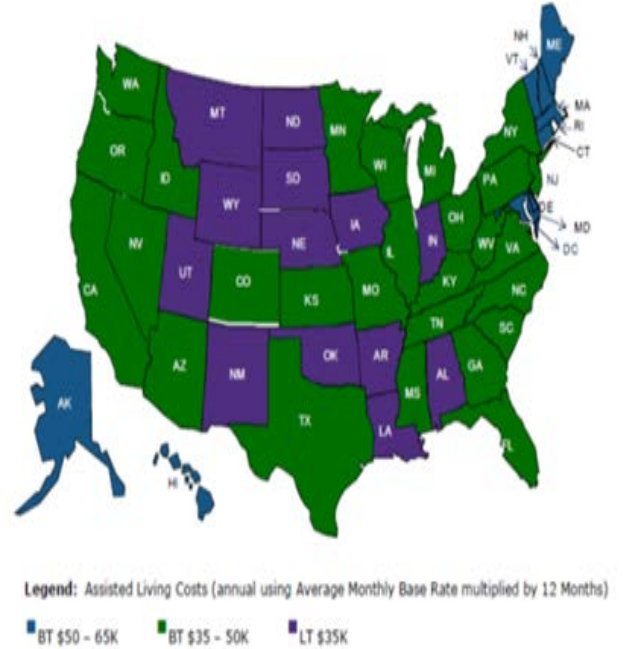 NH
ME
VT
WA
MT
ND
MN
MA
RI
CT
OR
ID
SD
WI
MI
NY
WY
PA
NJ
IA
NE
OH
DE
MD
NV
IL
IN
WV
VA
DC
UT
CO
CA
KS
MO
KY
NC
TN
SC
AZ
NM
OK
AR
MS
AL
GA
AK
TX
LA
FL
HI
Legend: Assisted Living Costs (annual using Average Monthly Base Rate multiplied by 12 Months)
BT $50 – 65K BT $35 – 50K LT $35K